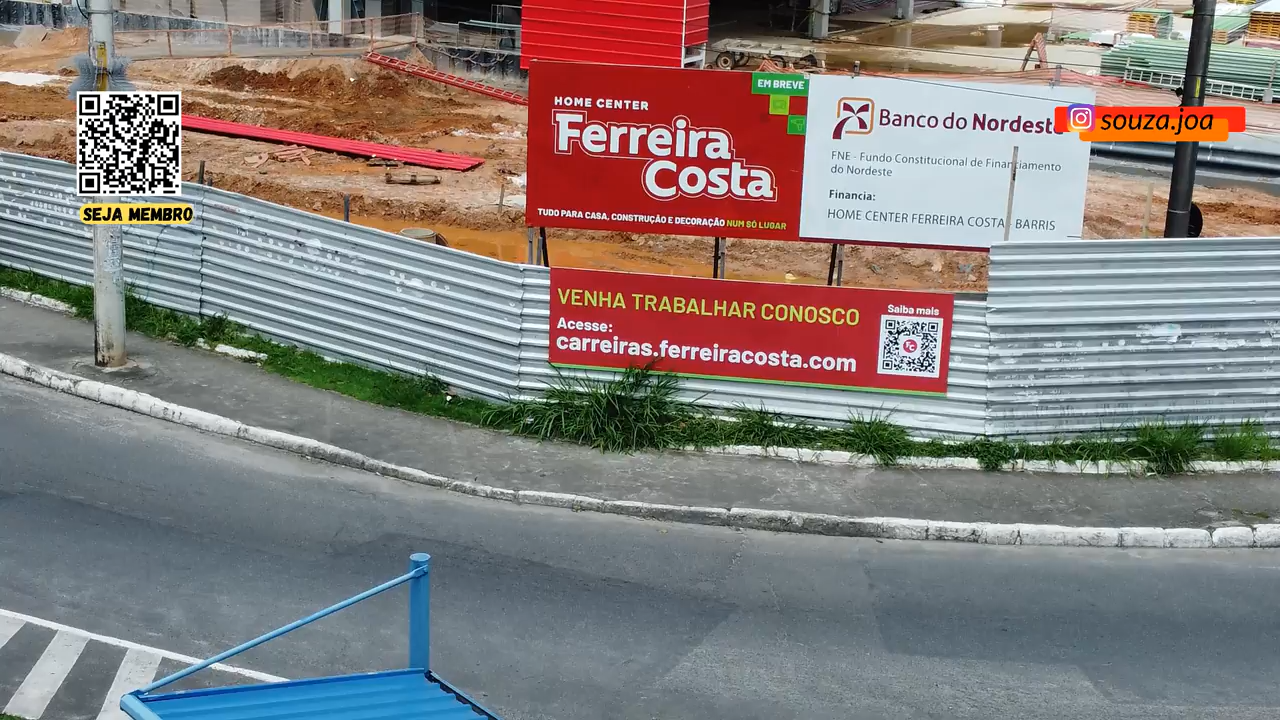 SEJA MEMBRO
EM BREVE
HOME CENTER
Ferreira
Costa
TUDO PARA CASA, CONSTRUÇÃO E DECORAÇÃO NUM SÓ LUGAR
Banco do Nordeste
FNE - Fundo Constitucional de Financiamento
do Nordeste
Financia:
HOME CENTER FERREIRA COSTA - BARRIS
souza.joa
VENHA TRABALHAR CONOSCO
Acesse:
carreiras.ferreiracosta.com
Saiba mais
FC